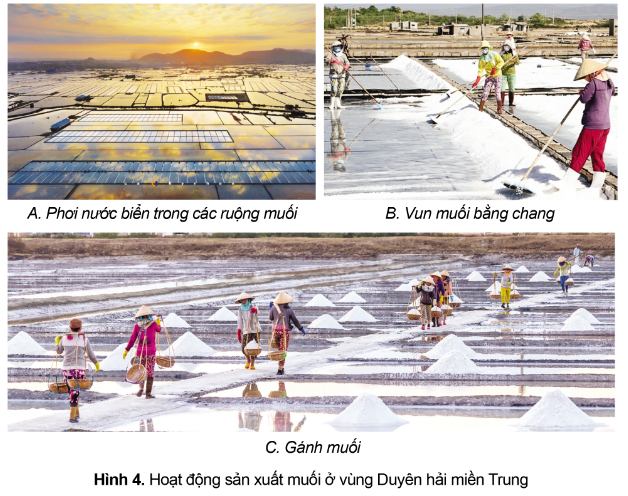 A. Phơi nước biển trong các ruộng muối
B. Vun muối bằng chang
C. Gánh muối
Hình 4. Hoạt động sản xuất muối ở vùng Duyên hải miền Trung